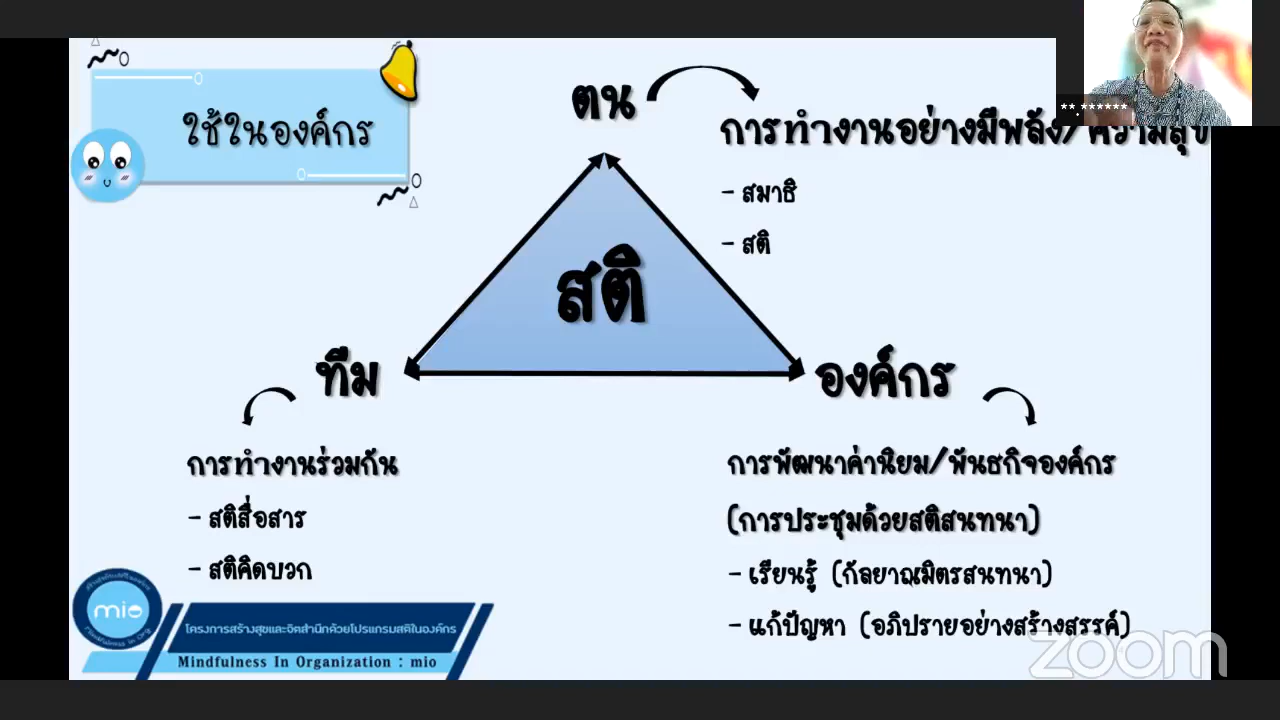 ** ******
ใช้ในองค์กร
ตน
การทำงานอย่างมีพลัง/ความสุข
- สมาธิ
- สติ
สติ
ทีม
การทำงานร่วมกัน
- สติสื่อสาร
- สติคิดบวก
องค์กร
การพัฒนาค่านิยม/พันธกิจองค์กร
(การประชุมด้วยสติสนทนา)
- เรียนรู้ (กัลยาณมิตรสนทนา)
- แก้ปัญหา (อภิปรายอย่างสร้างสรรค์)
mio
Mindfulness In Org
โครงการสร้างสุขและจิตสำนึกด้วยโปรแกรมสติในองค์กร
Mindfulness In Organization : mio
zoom